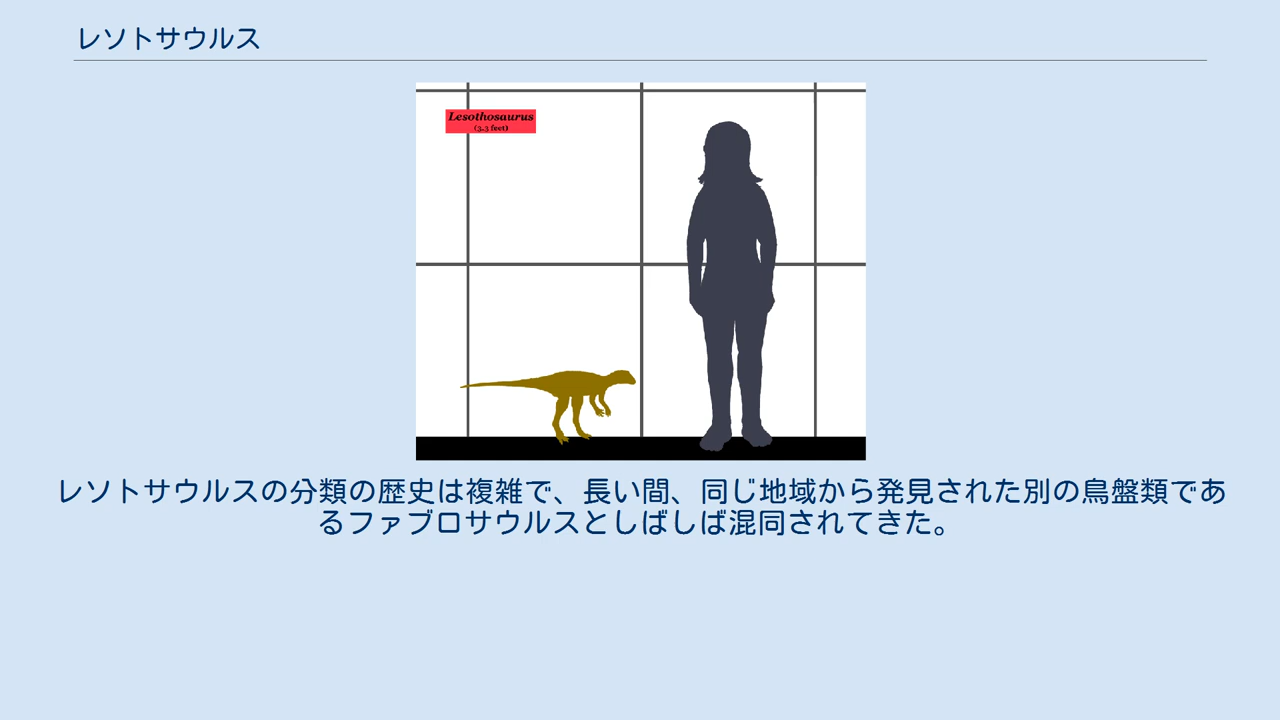 レソトサウルス
Lesothosaurus
(3.3 feet)
レソトサウルスの分類の歴史は複雑で、長い間、同じ地域から発見された別の鳥盤類であ
るファブロサウルスとしばしば混同されてきた。